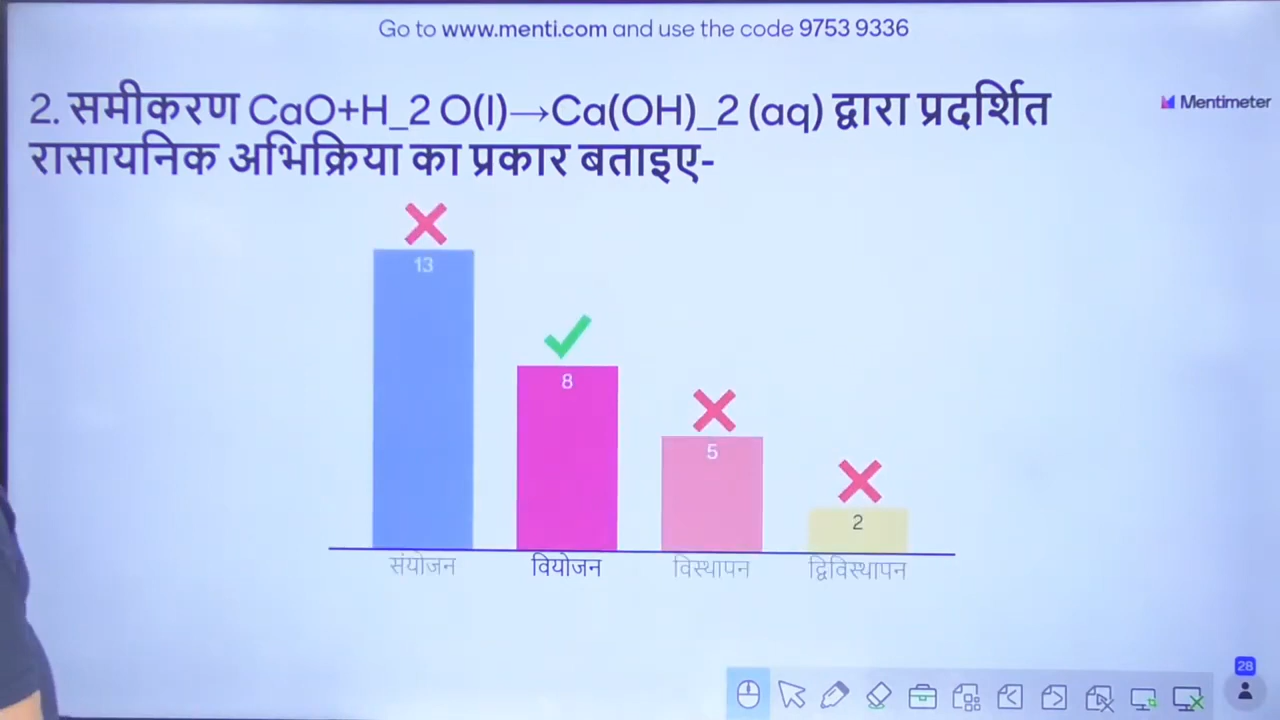 Go to www.menti.com and use the code 9753 9336
2. समीकरण CaO+H_2 O(l)→Ca(OH)_2 (aq) द्वारा प्रदर्शित
रासायनिक अभिक्रिया का प्रकार बताइए-
Mentimeter
13
8
5
2
संयोजन
वियोजन
विस्थापन
द्विविस्थापन
28